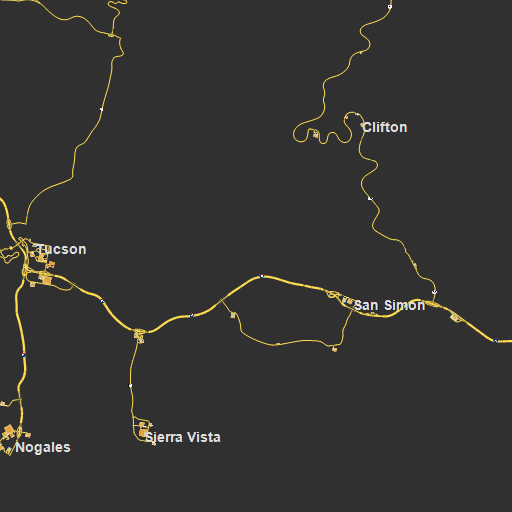 Clifton
Tucson
San Simon
Sierra Vista
Nogales